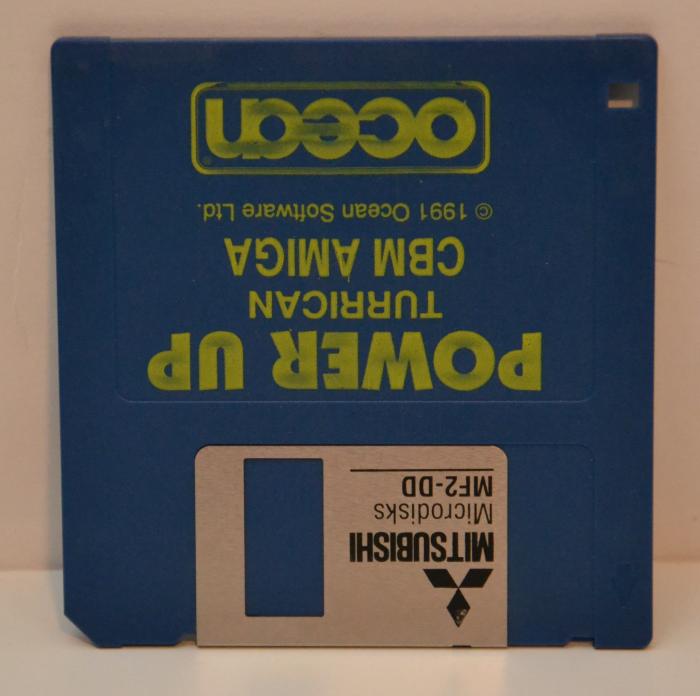 MITSUBISHI
Microdisks
MF2-DD
POWER UP
TURRICAN
CBM AMIGA
© 1991 Ocean Software Ltd.
ocean®